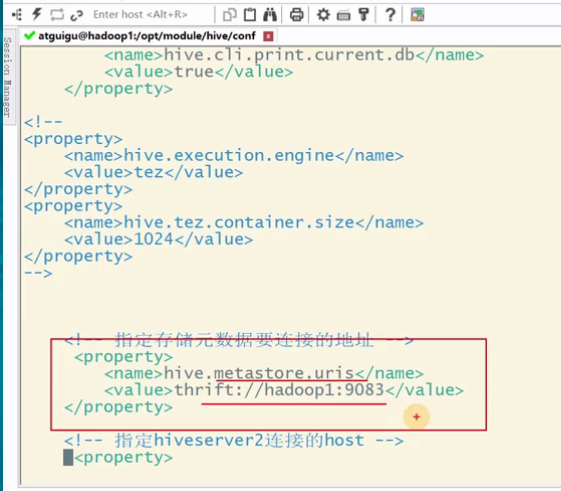 Enter host <Alt+R>
atguigu@hadoop1:/opt/module/hive/conf
Session Manager
<name>hive.cli.print.current.db</name>
<value>true</value>
</property>
<!--
<property>
<name>hive.execution.engine</name>
<value>tez</value>
</property>
<property>
<name>hive.tez.container.size</name>
<value>1024</value>
</property>
-->
<!-- 指定存储元数据要连接的地址 -->
<property>
<name>hive.metastore.uris</name>
<value>thrift://hadoop1:9083</value>
</property>
<!-- 指定hiveserver2连接的host -->
<property>